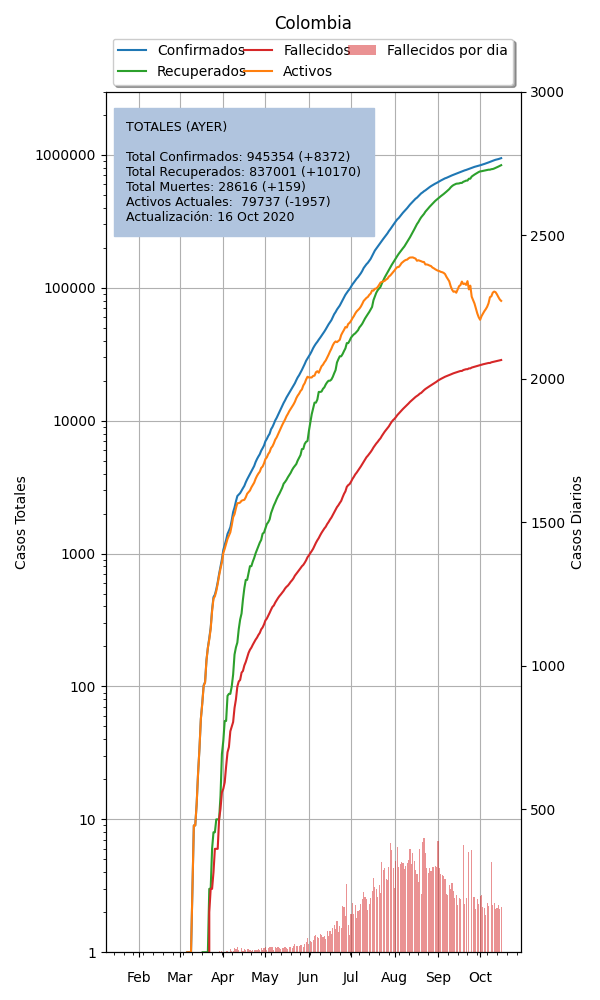 Colombia
Confirmados
Fallecidos
Fallecidos por dia
Recuperados
Activos
TOTALES (AYER)
Total Confirmados: 945354 (+8372)
Total Recuperados: 837001 (+10170)
Total Muertes: 28616 (+159)
Activos Actuales:  79737 (-1957)
Actualización: 16 Oct 2020
Casos Totales
1000000
100000
10000
1000
100
10
1
3000
2500
2000
1500
1000
500
Casos Diarios
Feb Mar Apr May Jun Jul Aug Sep Oct